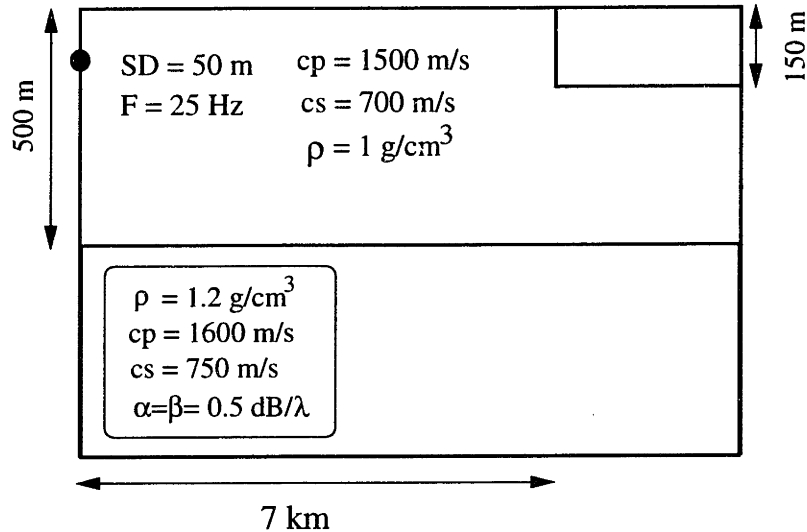 SD = 50 m
F = 25 Hz
cp = 1500 m/s
cs = 700 m/s
ρ = 1 g/cm³
500 m
150 m
ρ = 1.2 g/cm³
cp = 1600 m/s
cs = 750 m/s
α=β= 0.5 dB/λ
7 km